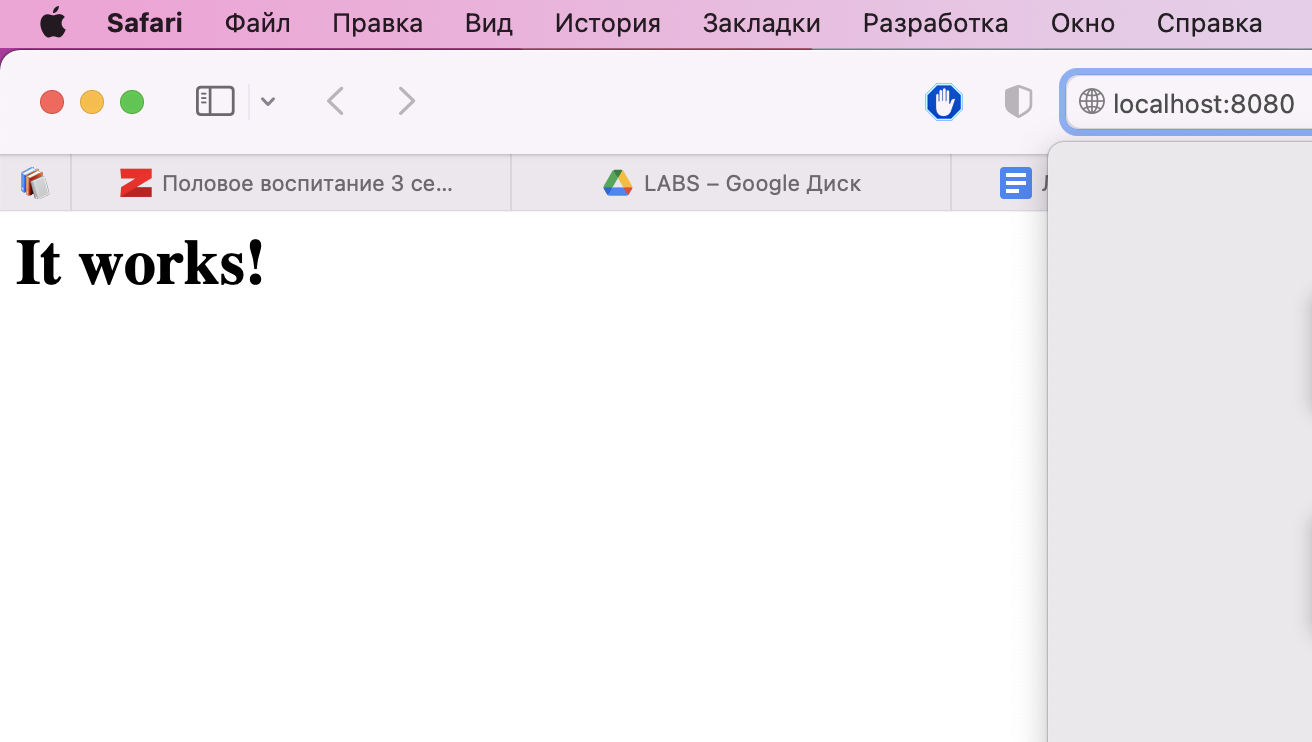 Safari Файл Правка Вид История Закладки Разработка Окно Справка
localhost:8080
Половое воспитание 3 се... LABS – Google Диск
It works!